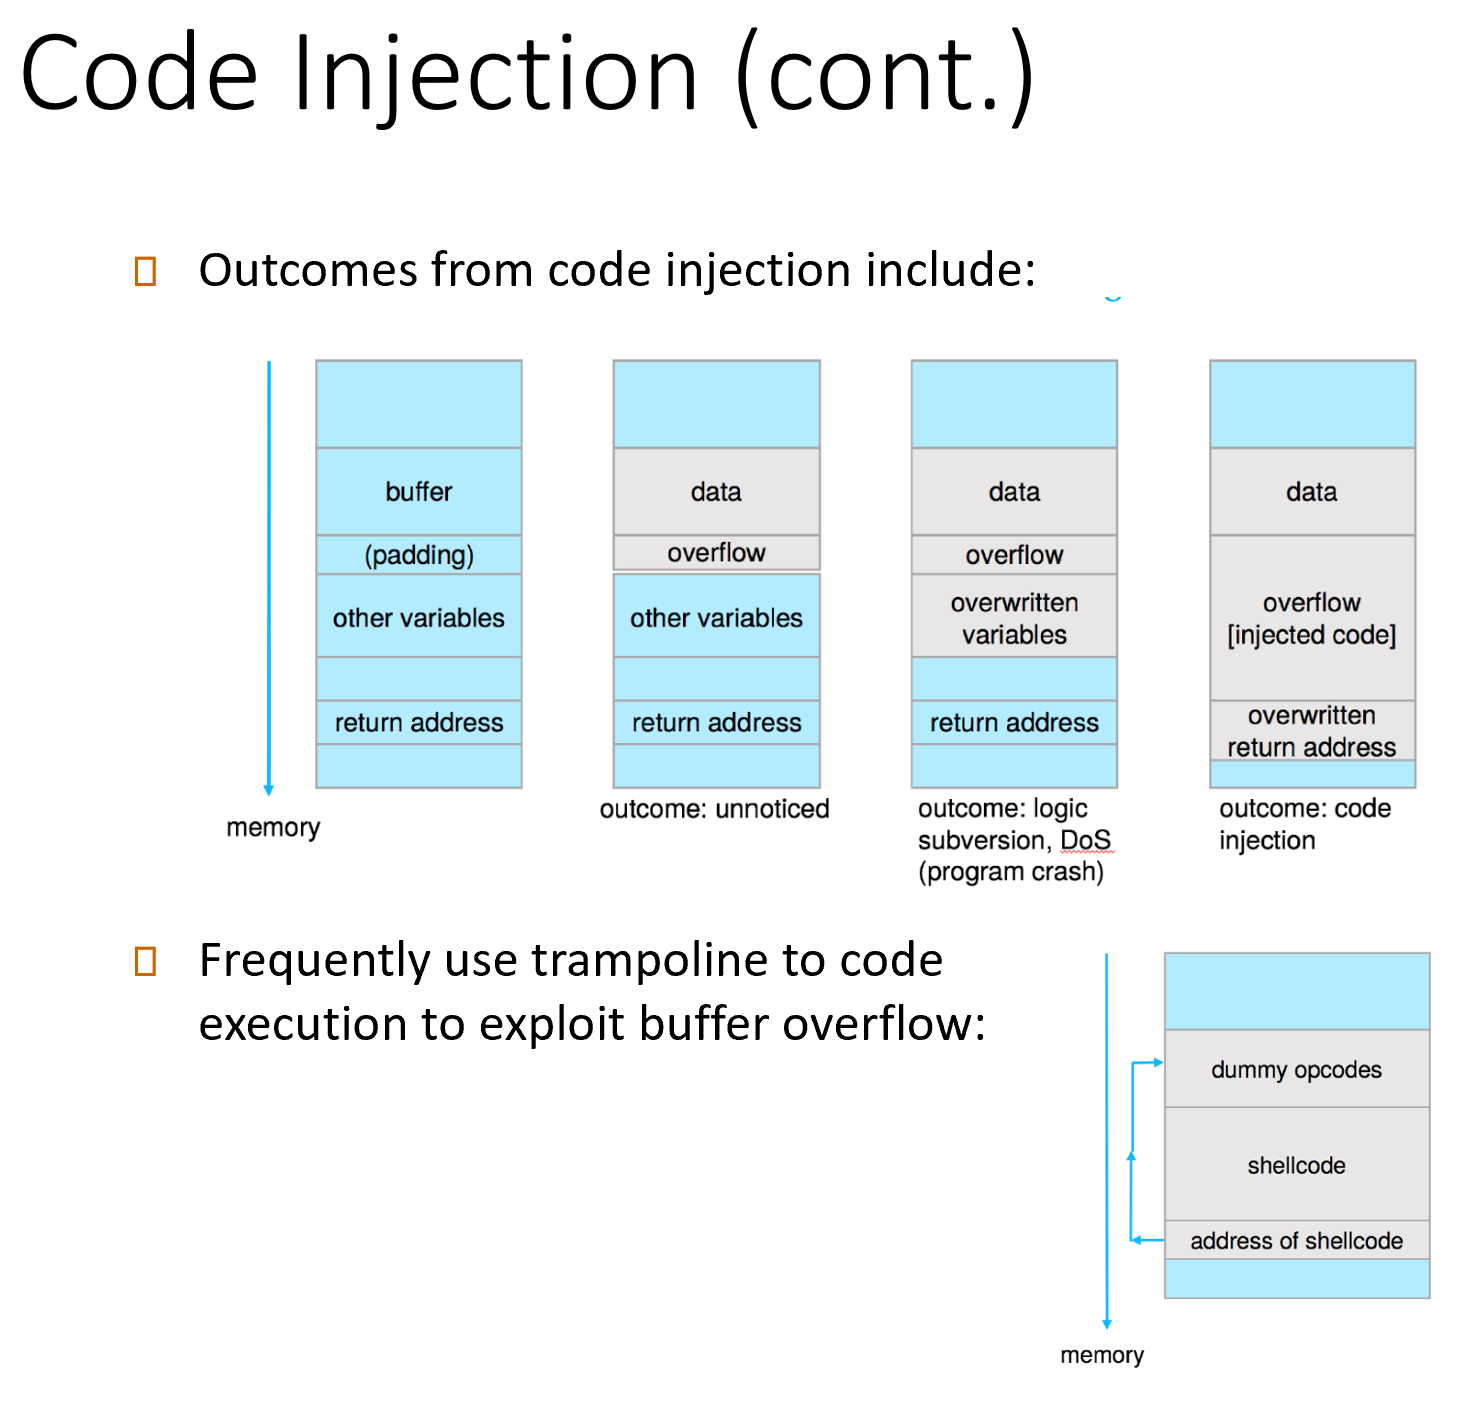 Code Injection (cont.)
Outcomes from code injection include:
buffer
(padding)
other variables
return address
memory
data
overflow
other variables
return address
outcome: unnoticed
data
overflow
overwritten
variables
return address
outcome: logic
subversion, DoS
(program crash)
data
overflow
[injected code]
overwritten
return address
outcome: code
injection
Frequently use trampoline to code
execution to exploit buffer overflow:
dummy opcodes
shellcode
address of shellcode
memory